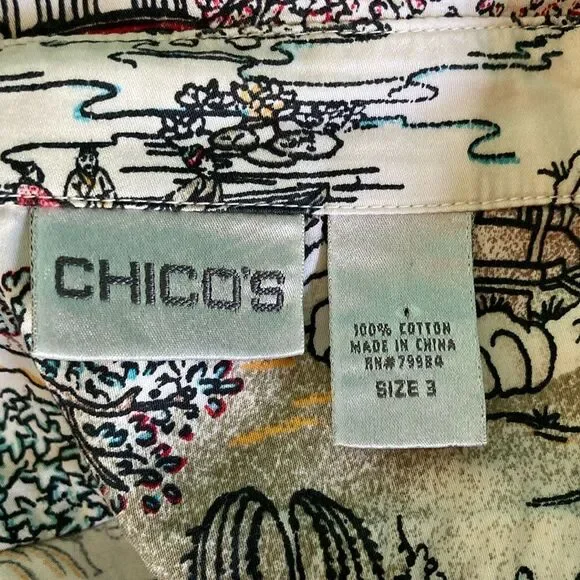 CHICO'S
100% COTTON
MADE IN CHINA
RN#79984
SIZE 3